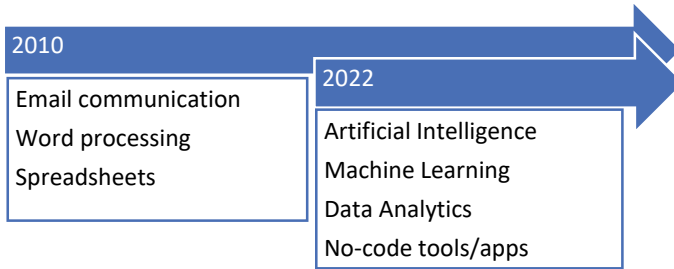 2010
Email communication
Word processing
Spreadsheets
2022
Artificial Intelligence
Machine Learning
Data Analytics
No-code tools/apps